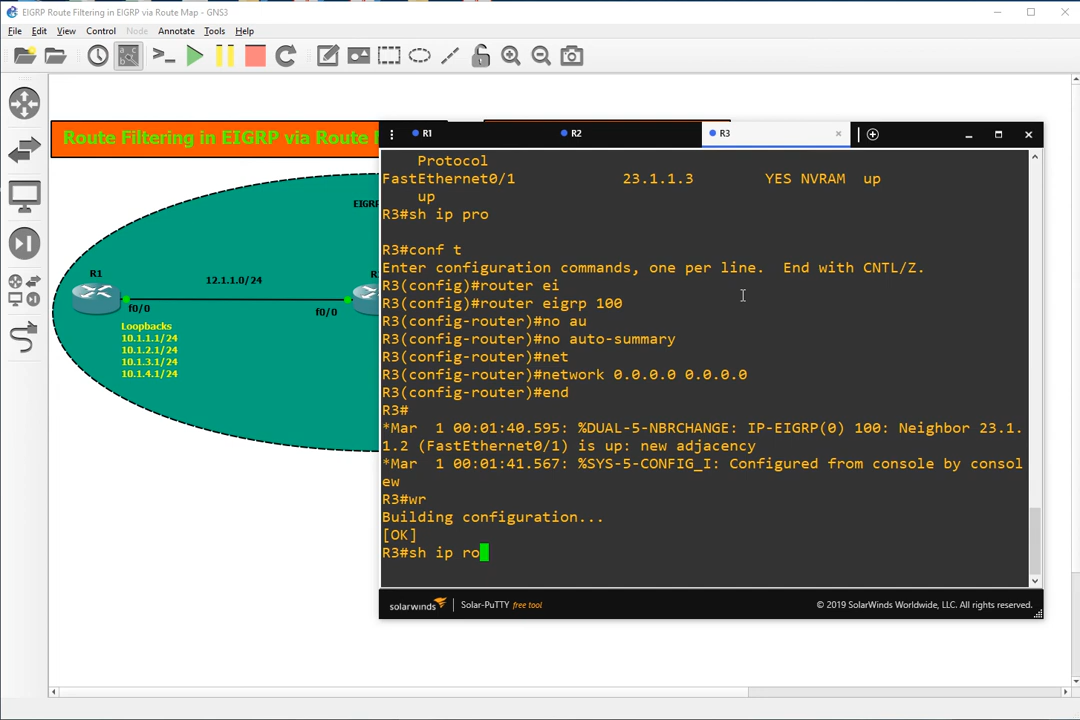 EIGRP Route Filtering in EIGRP via Route Map - GNS3
File Edit View Control Node Annotate Tools Help
Route Filtering in EIGRP via Route M
EIGRP
R1
12.1.1.0/24
R
f0/0
f0/0
Loopbacks
10.1.1.1/24
10.1.2.1/24
10.1.3.1/24
10.1.4.1/24
R1 R2 R3
Protocol
FastEthernet0/1 23.1.1.3 YES NVRAM up
up
R3#sh ip pro
R3#conf t
Enter configuration commands, one per line. End with CNTL/Z.
R3(config)#router ei
R3(config)#router eigrp 100
R3(config-router)#no au
R3(config-router)#no auto-summary
R3(config-router)#net
R3(config-router)#network 0.0.0.0 0.0.0.0
R3(config-router)#end
R3#
*Mar 1 00:01:40.595: %DUAL-5-NBRCHANGE: IP-EIGRP(0) 100: Neighbor 23.1.
1.2 (FastEthernet0/1) is up: new adjacency
*Mar 1 00:01:41.567: %SYS-5-CONFIG_I: Configured from console by consol
ew
R3#wr
Building configuration...
[OK]
R3#sh ip ro
solarwinds Solar-PuTTY free tool © 2019 SolarWinds Worldwide, LLC. All rights reserved.